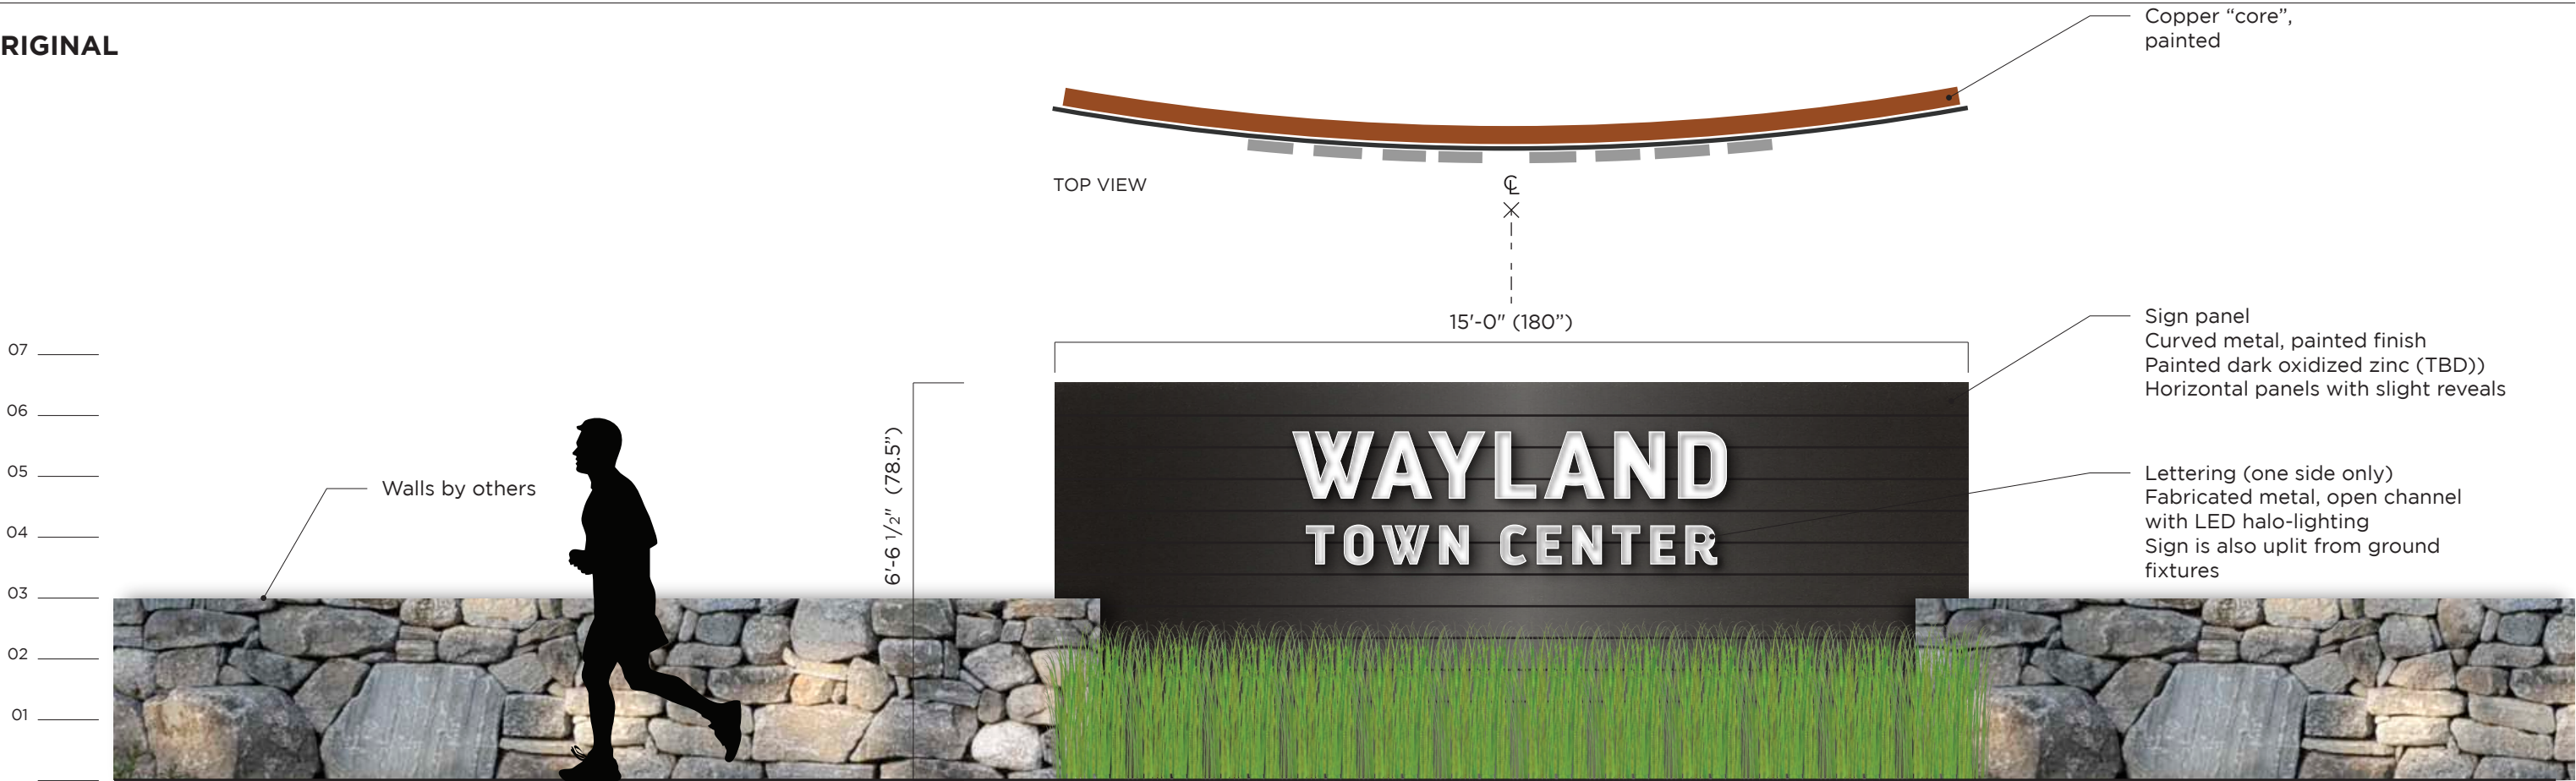 RIGINAL
Copper “core”,
painted
TOP VIEW
℄
15'-0" (180”)
Sign panel
Curved metal, painted finish
Painted dark oxidized zinc (TBD))
Horizontal panels with slight reveals
07
06
05
04
03
02
01
Walls by others
6'-6 1/2" (78.5”)
WAYLAND
TOWN CENTER
Lettering (one side only)
Fabricated metal, open channel
with LED halo-lighting
Sign is also uplit from ground
fixtures